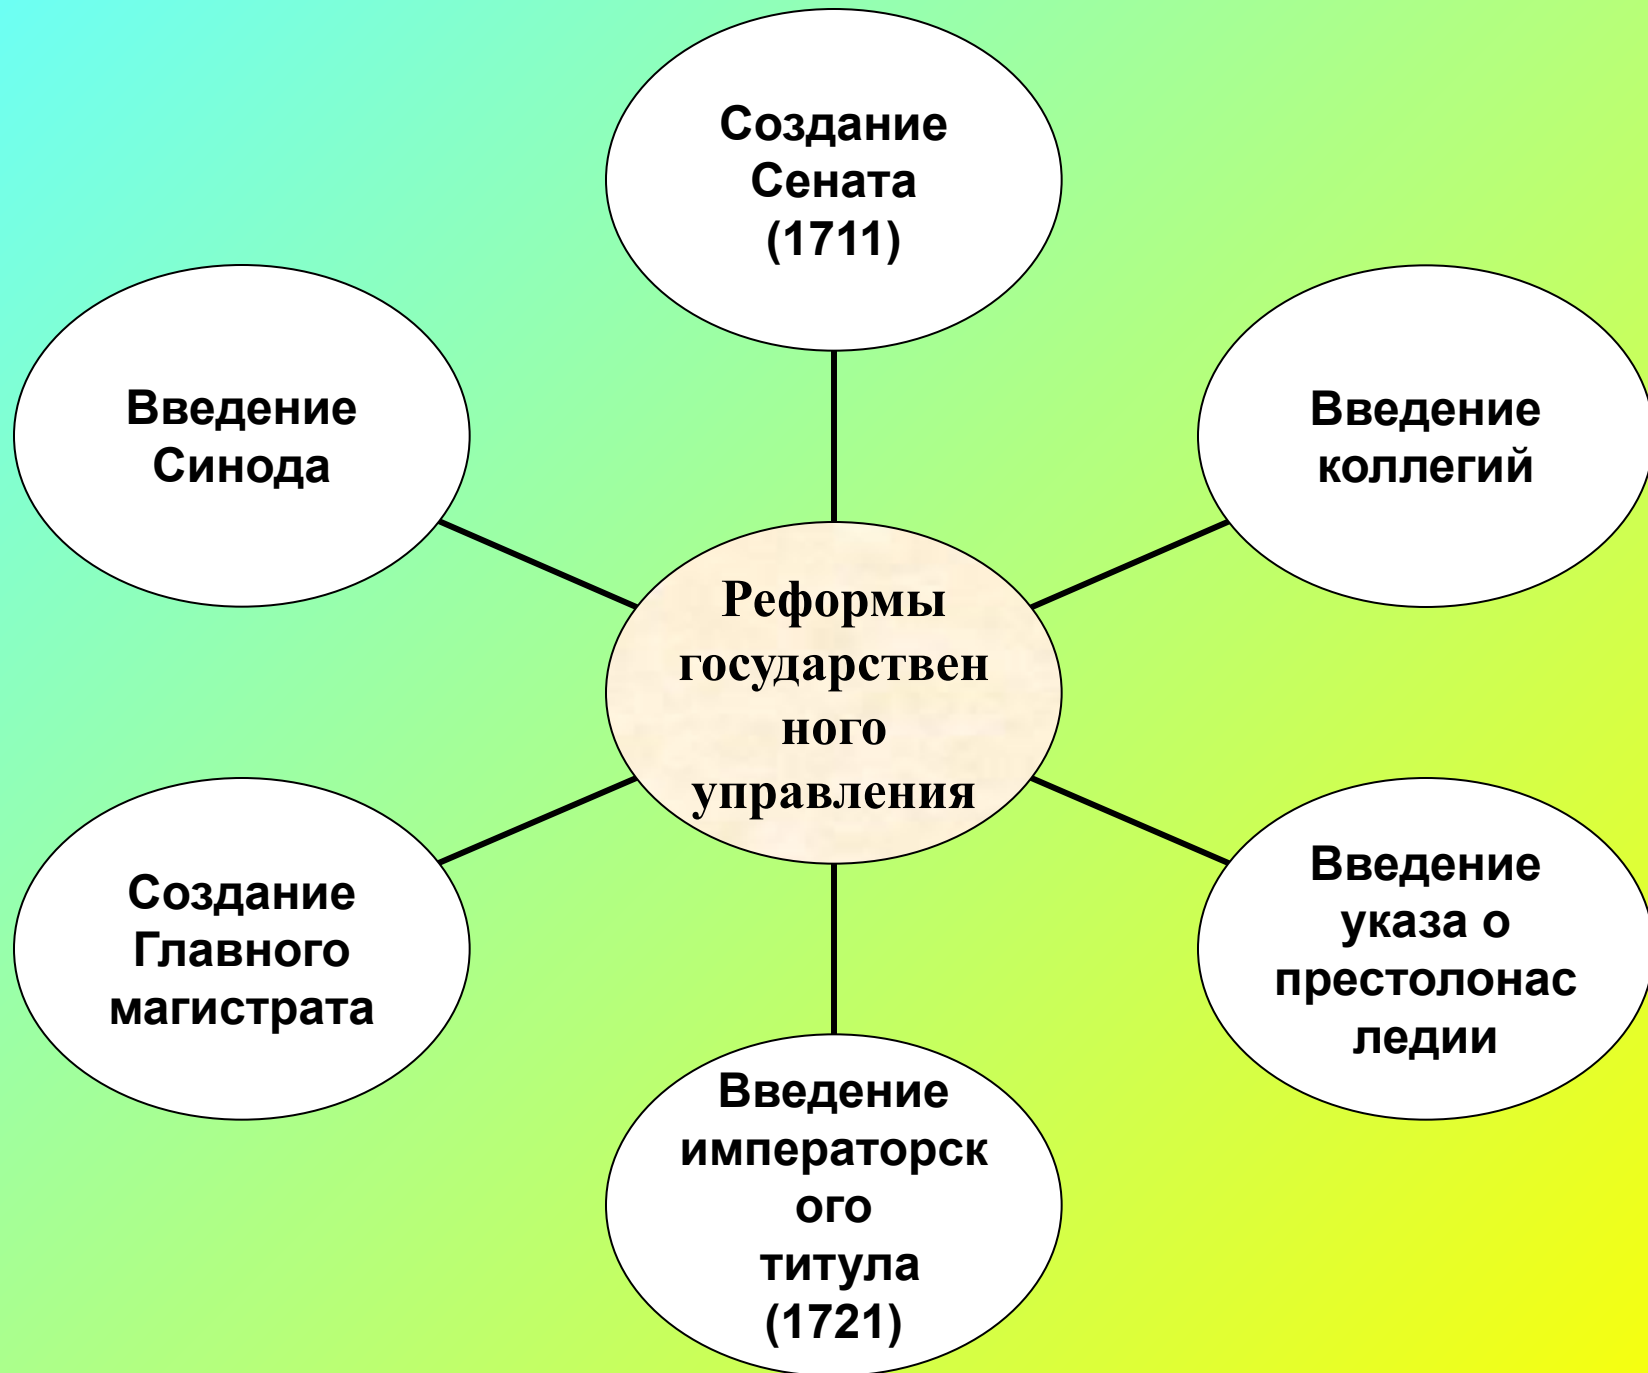 Создание
Сената
(1711)
Введение
Синода
Введение
коллегий
Реформы
государствен
ного
управления
Создание
Главного
магистрата
Введение
указа о
престолонас
ледии
Введение
императорск
ого
титула
(1721)